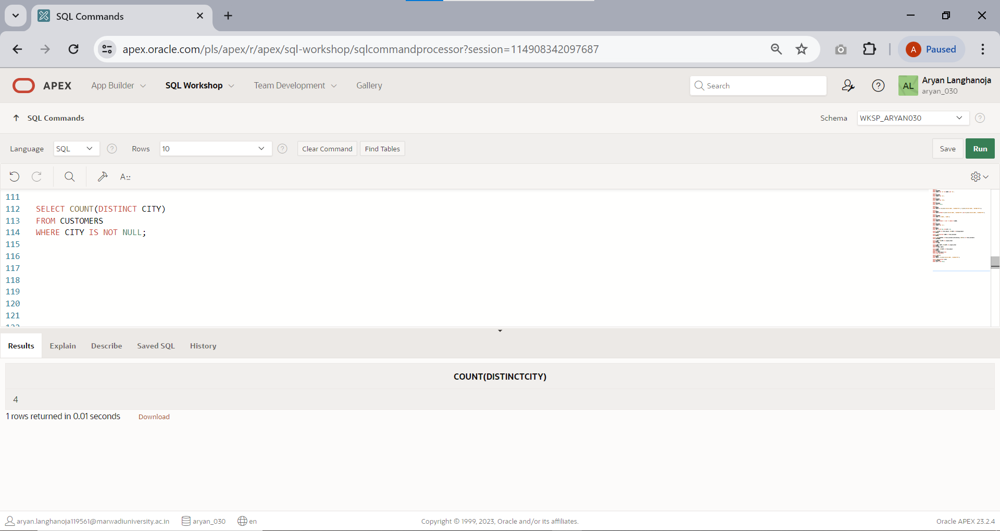 SQL Commands
apex.oracle.com/pls/apex/r/apex/sql-workshop/sqlcommandprocessor?session=114908342097687
A Paused
APEX App Builder SQL Workshop Team Development Gallery Search AL Aryan Langhanoja
aryan_030
SQL Commands Schema WKSP_ARYAN030
Language SQL Rows 10 Clear Command Find Tables Save Run
111
112 SELECT COUNT(DISTINCT CITY)
113 FROM CUSTOMERS
114 WHERE CITY IS NOT NULL;
115
116
117
118
119
120
121
Results Explain Describe Saved SQL History
COUNT(DISTINCTCITY)
4
1 rows returned in 0.01 seconds Download
aryan.langhanoja119561@marwadiuniversity.ac.in aryan_030 en Copyright © 1999, 2023, Oracle and/or its affiliates. Oracle APEX 23.2.4